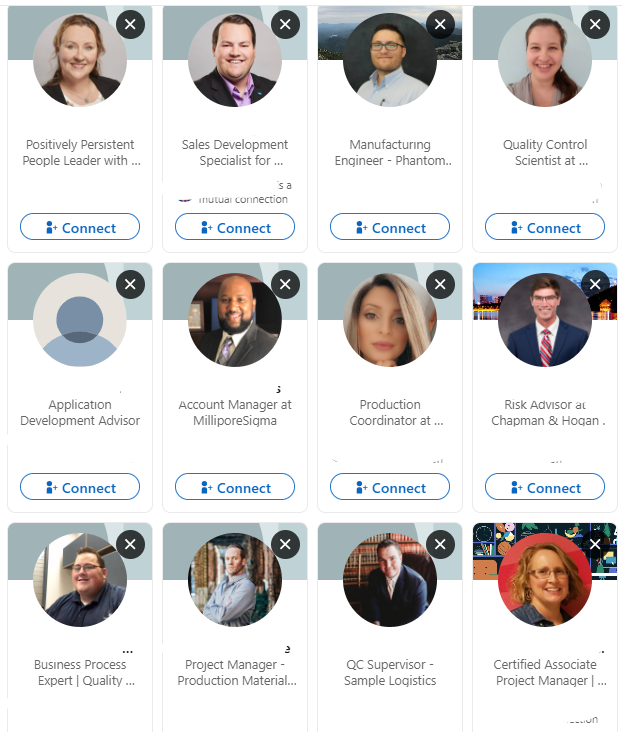 Positively Persistent
People Leader with ...
Sales Development
Specialist for ...
Manufacturing
Engineer - Phantom..
Quality Control
Scientist at ...
s a
mutual connection
Connect
Connect
Connect
Connect
Application
Development Advisor
s
Account Manager at
MilliporeSigma
Production
Coordinator at ...
Risk Advisor at
Chapman & Hogan .
Connect
Connect
Connect
Connect
...
Business Process
Expert | Quality ...
Project Manager -
Production Material...
QC Supervisor -
Sample Logistics
Certified Associate
Project Manager | ...